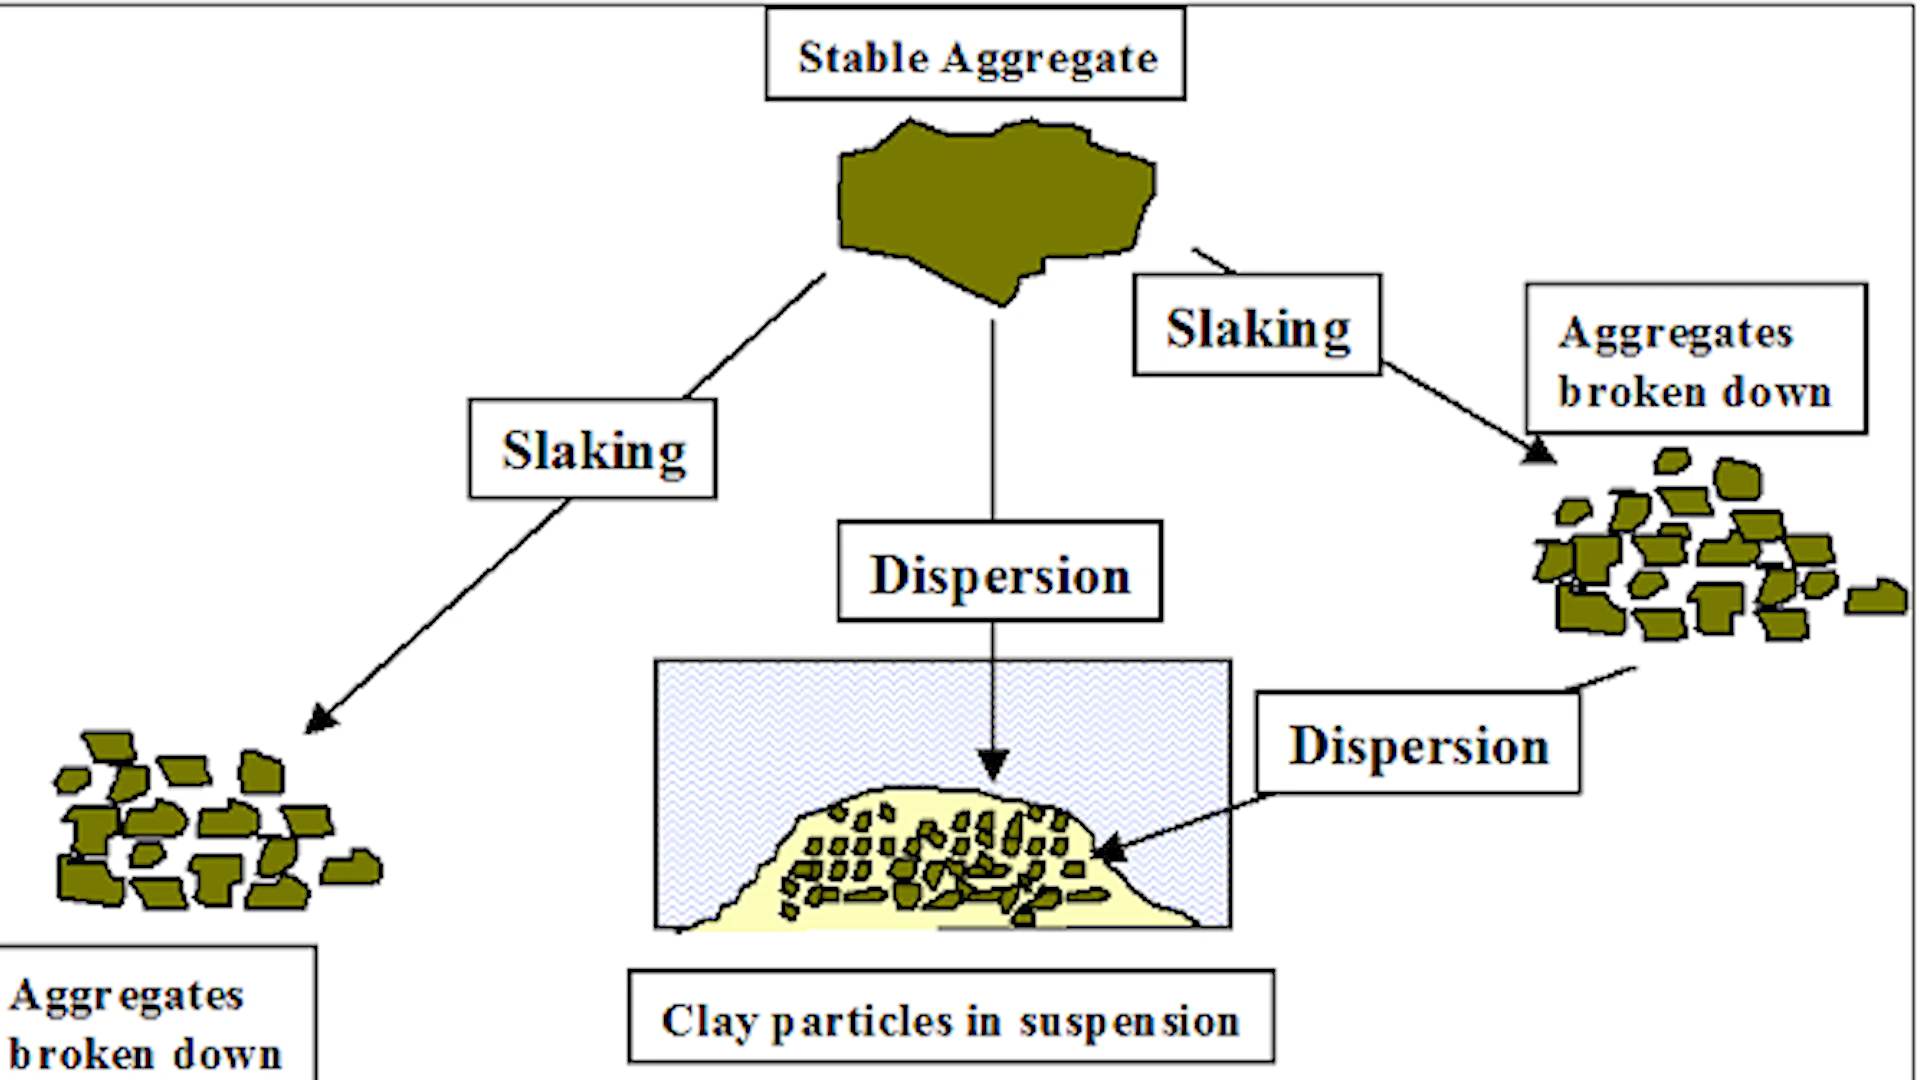 Stable Aggregate
Slaking
Aggregates
broken down
Slaking
Dispersion
Dispersion
Aggregates
broken down
Clay particles in suspension